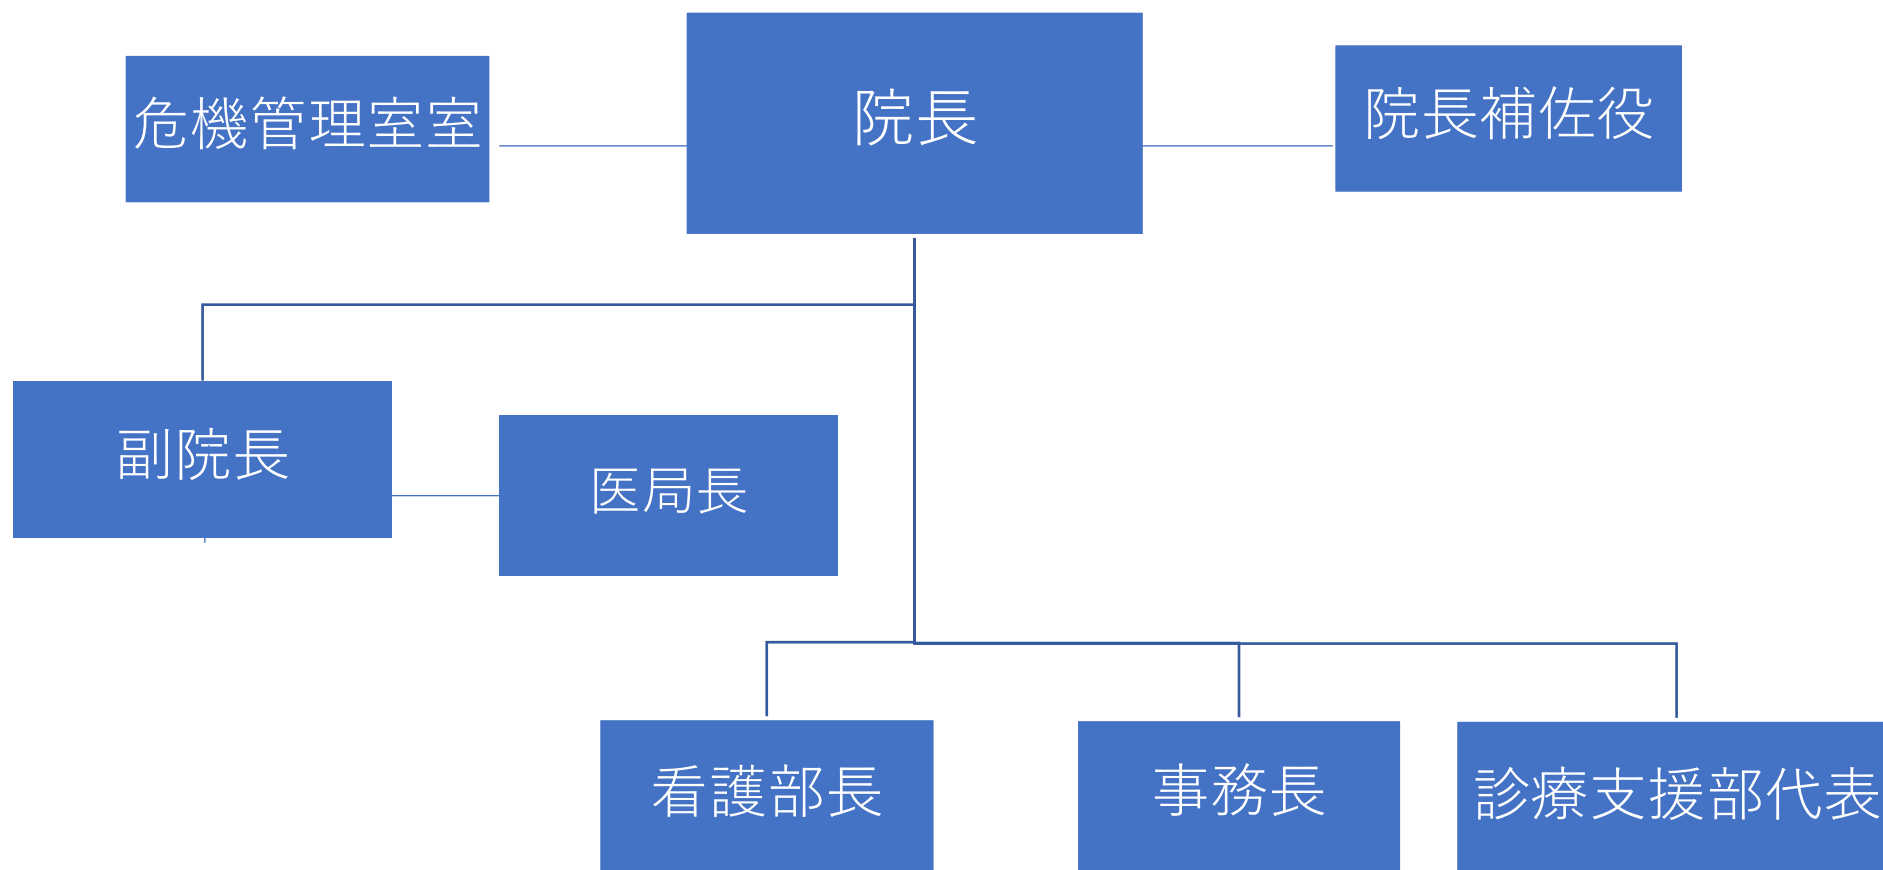 危機管理室室
院長
院長補佐役
副院長
医局長
看護部長
事務長
診療支援部代表